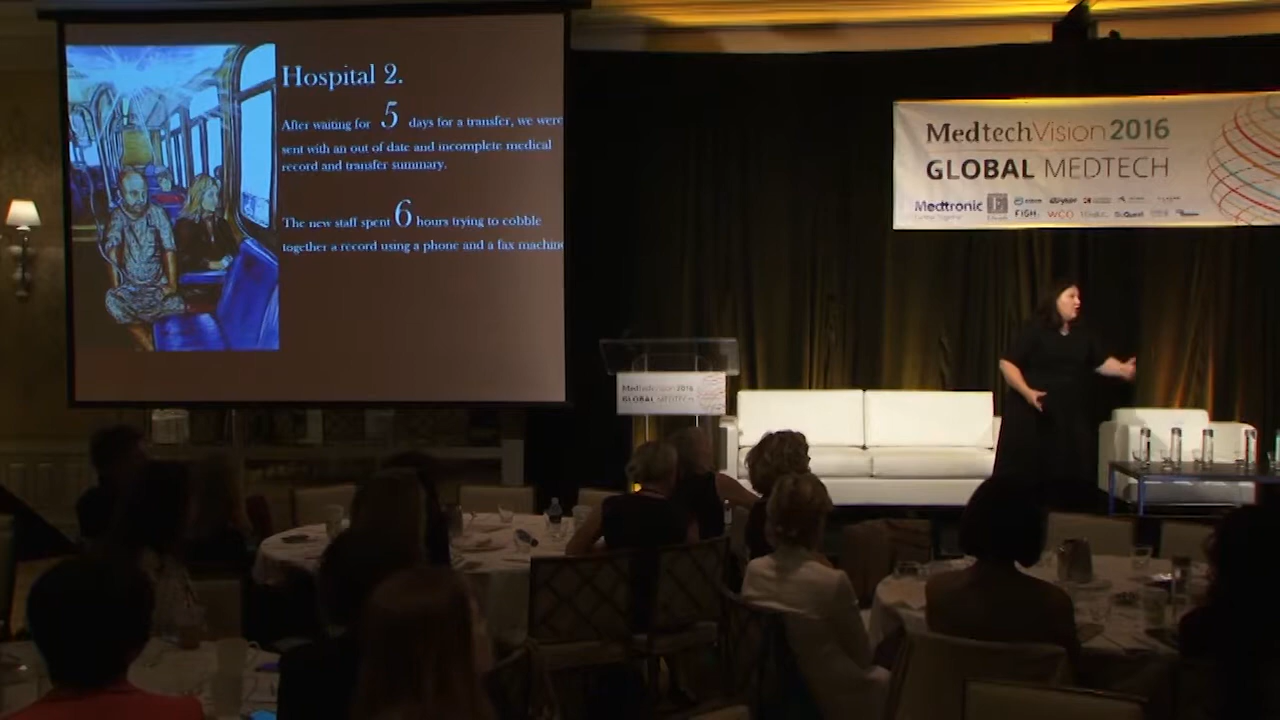 Hospital 2.
After waiting for 5 days for a transfer, we were
sent with an out of date and incomplete medical
record and transfer summary.
The new staff spent 6 hours trying to cobble
together a record using a phone and a fax machine
MedtechVision 2016
GLOBAL MEDTECH
Medtronic
FISH
WCO
MedtechVision 2016
GLOBAL MEDTECH